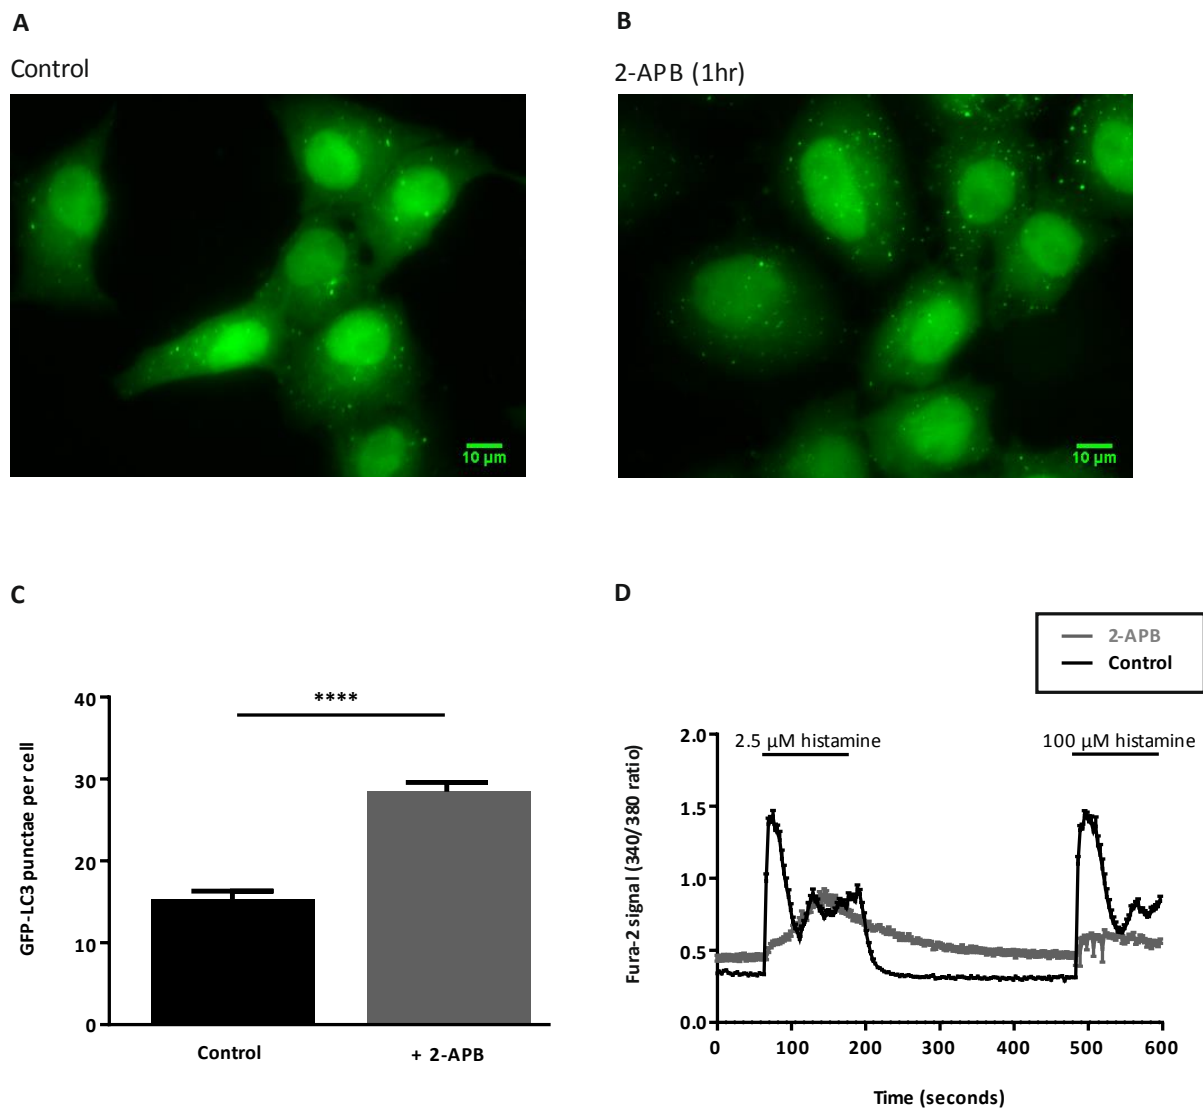 A
B
Control
2-APB (1hr)
10 µm
10 µm
C
D
2-APB
Control
40
30
20
10
0
GFP-LC3 punctae per cell
****
Control
+ 2-APB
2.0
1.5
1.0
0.5
0.0
Fura-2 signal (340/380 ratio)
2.5 µM histamine
100 µM histamine
0 100 200 300 400 500 600
Time (seconds)